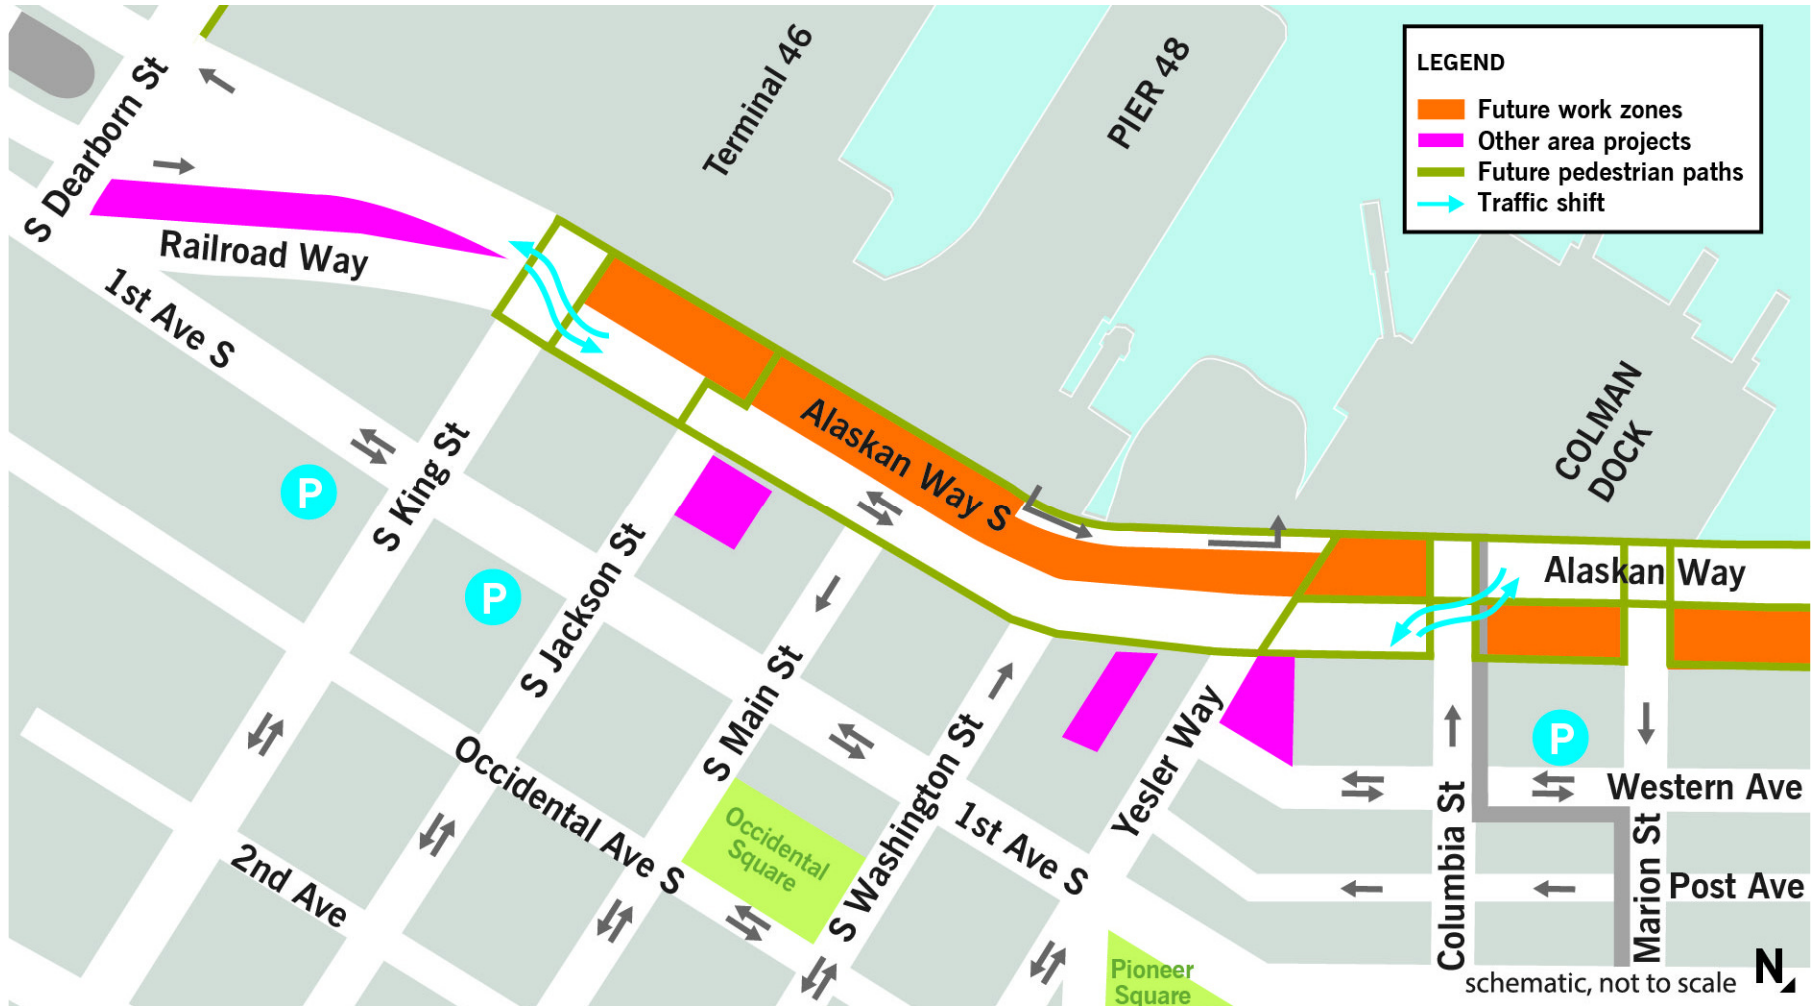 LEGEND
Future work zones
Other area projects
Future pedestrian paths
Traffic shift
Terminal 46
PIER 48
COLMAN
DOCK
S Dearborn St
Railroad Way
1st Ave S
Alaskan Way S
Alaskan Way
S King St
P
P
S Jackson St
S Main St
S Washington St
Yesler Way
P
Western Ave
Occidental Ave S
Occidental
Square
1st Ave S
2nd Ave
Columbia St
Marion St
Post Ave
Pioneer
Square
schematic, not to scale
N